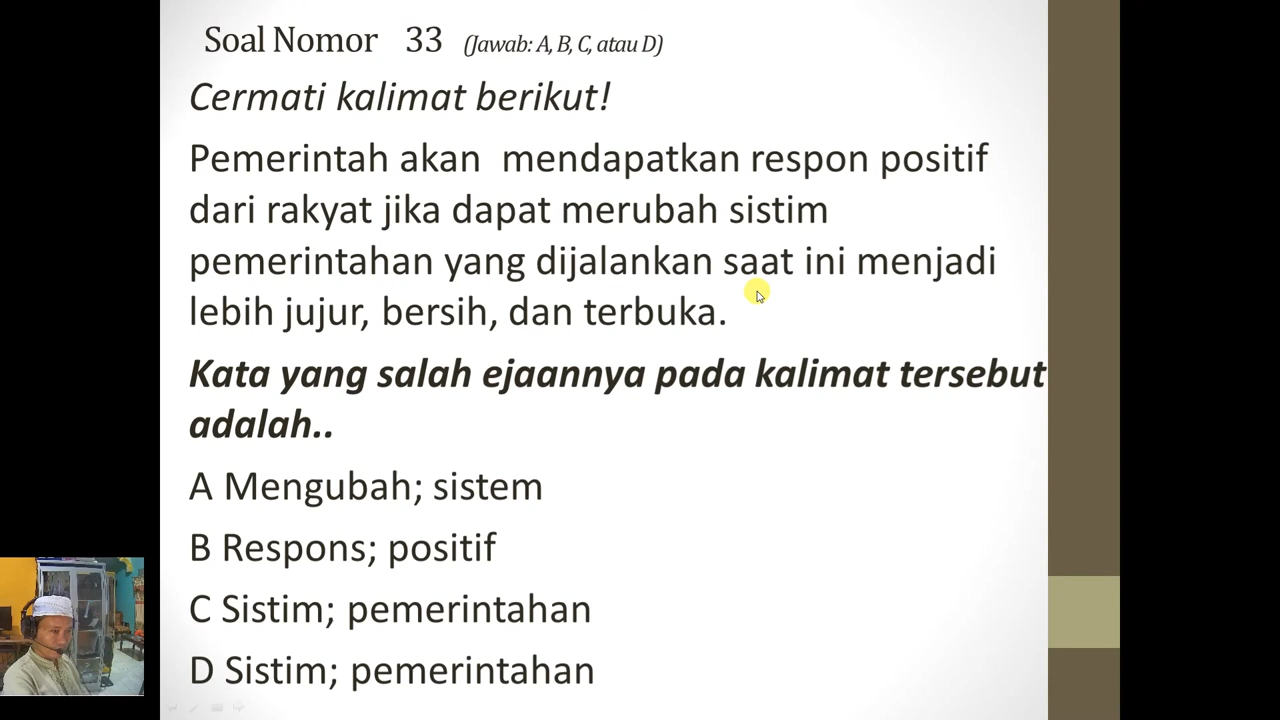 Soal Nomor 33 (Jawab: A, B, C, atau D)
Cermati kalimat berikut!
Pemerintah akan mendapatkan respon positif
dari rakyat jika dapat merubah sistim
pemerintahan yang dijalankan saat ini menjadi
lebih jujur, bersih, dan terbuka.
Kata yang salah ejaannya pada kalimat tersebut
adalah..
A Mengubah; sistem
B Respons; positif
C Sistim; pemerintahan
D Sistim; pemerintahan